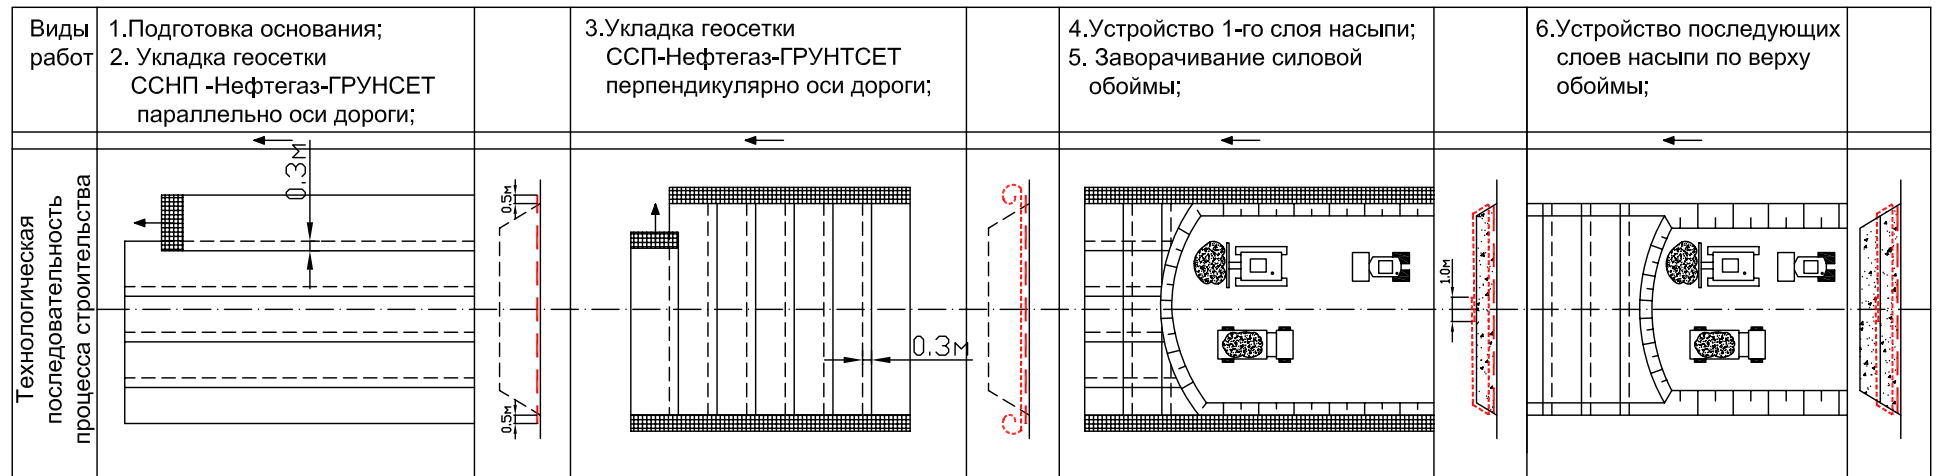 Виды
работ
1.Подготовка основания;
2. Укладка геосетки
ССНП -Нефтегаз-ГРУНСЕТ
параллельно оси дороги;
3.Укладка геосетки
ССП-Нефтегаз-ГРУНТСЕТ
перпендикулярно оси дороги;
4.Устройство 1-го слоя насыпи;
5. Заворачивание силовой
обоймы;
6.Устройство последующих
слоев насыпи по верху
обоймы;
Технологическая
последовательность
процесса строительства
0.3м
0.5м
0.5м
0.3м
1.0м